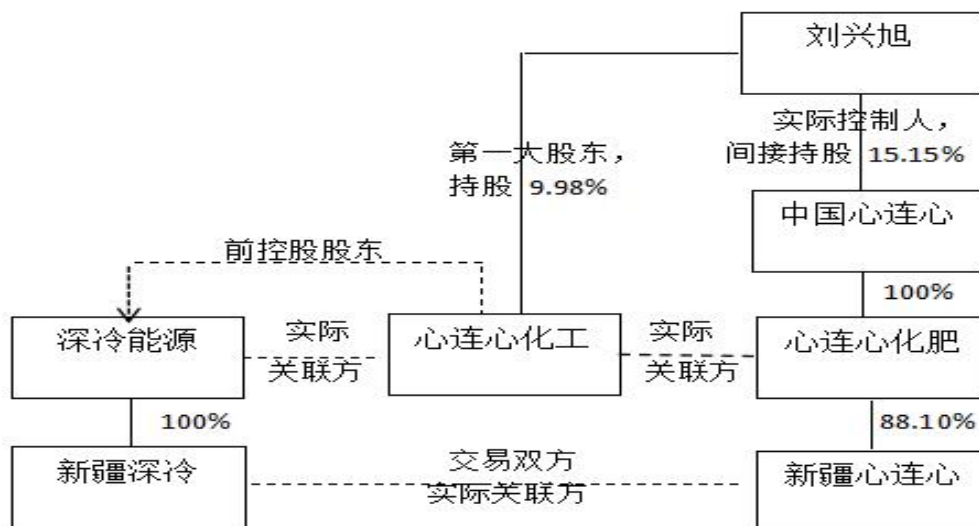 刘兴旭
实际控制人，
第一大股东，
间接持股 15.15%
持股 9.98%
中国心连心
前控股股东
100%
深冷能源
实际
关联方
心连心化工
实际
关联方
心连心化肥
100%
88.10%
新疆深冷
交易双方
实际关联方
新疆心连心